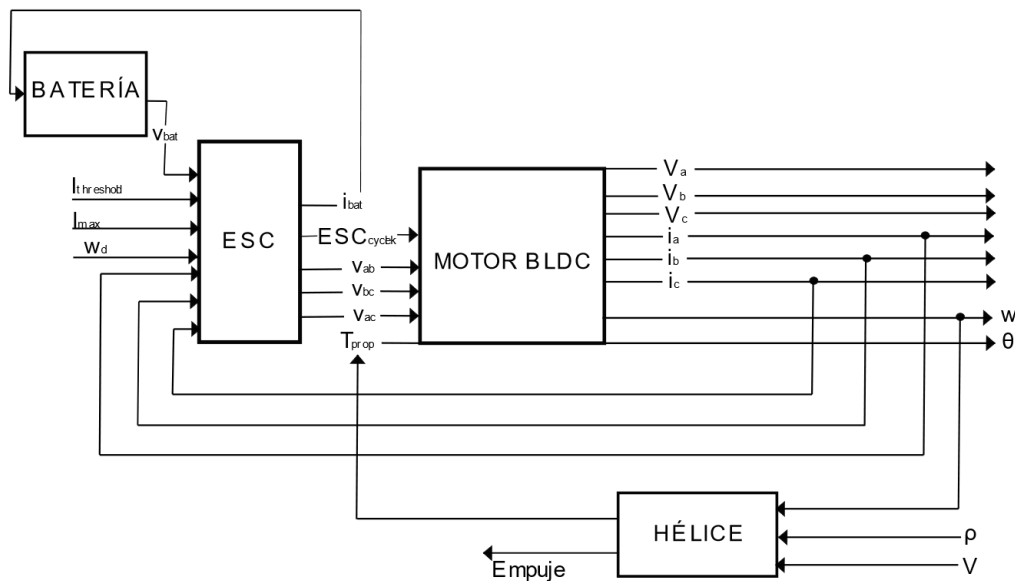 BATERÍA
vbat
Ithreshotl
Imax
wd
ESC
ibat
ESCcyclek
vab
vbc
vac
Tprop
MOTOR BLDC
Va
Vb
Vc
ia
ib
ic
w
θ
HÉLICE
ρ
V
Empuje